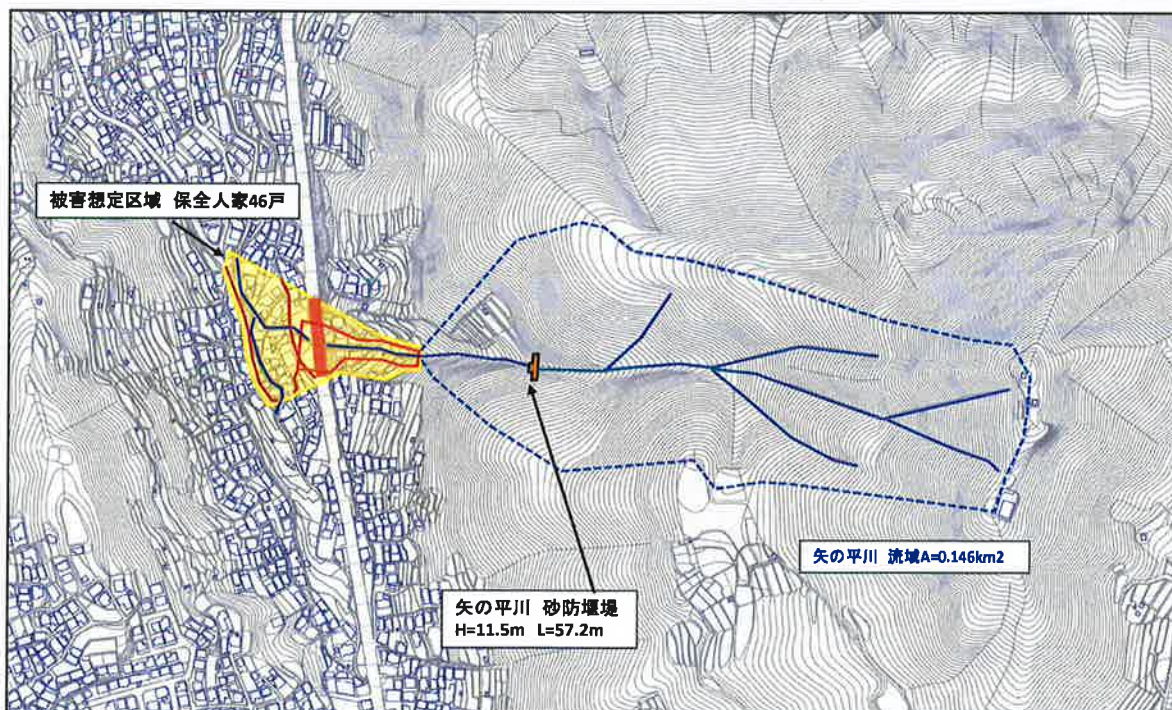 被害想定区域 保全人家46戸
矢の平川 流域A=0.146km2
矢の平川 砂防堰堤
H=11.5m L=57.2m